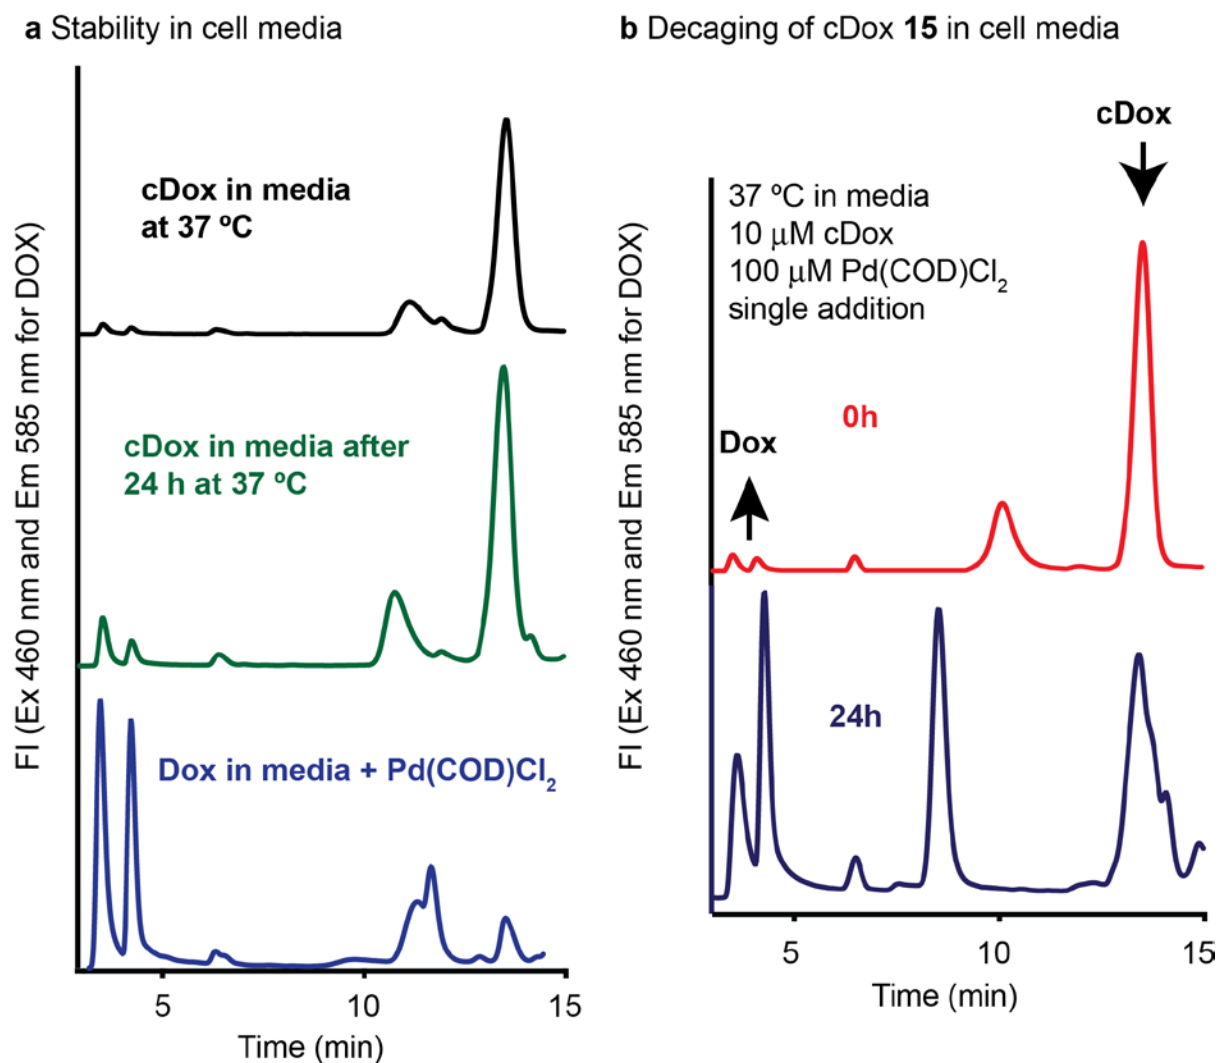 a Stability in cell media
FI (Ex 460 nm and Em 585 nm for DOX)
cDox in media
at 37 ºC
cDox in media after
24 h at 37 ºC
Dox in media + Pd(COD)Cl₂
5 10 15
Time (min)
b Decaging of cDox 15 in cell media
FI (Ex 460 nm and Em 585 nm for DOX)
cDox
37 ºC in media
10 μM cDox
100 μM Pd(COD)Cl₂
single addition
0h
Dox
24h
5 10 15
Time (min)